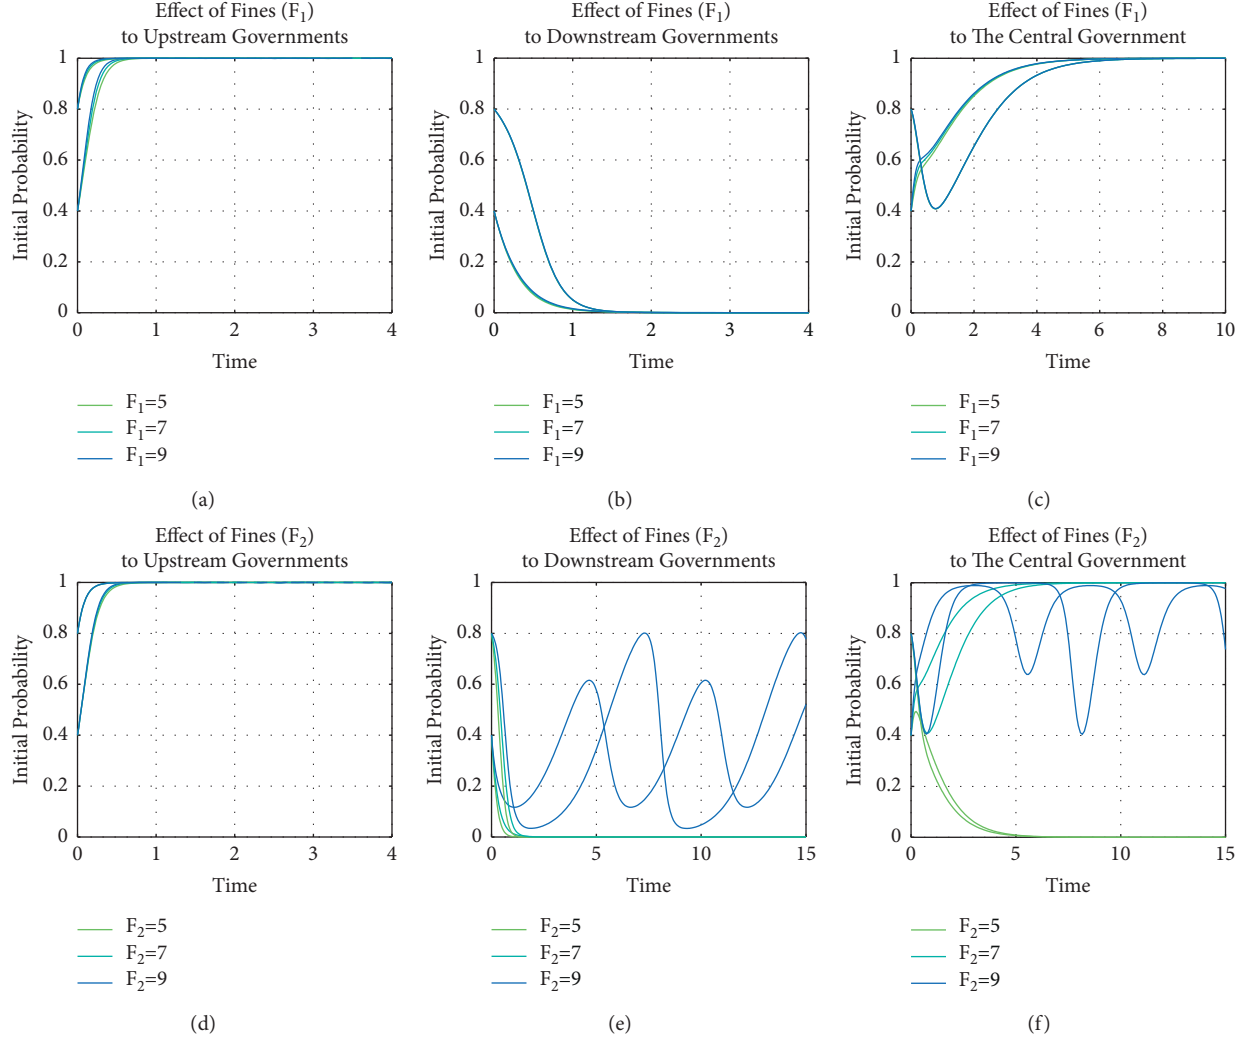 Effect of Fines (F1)
to Upstream Governments
Initial Probability
1
0.8
0.6
0.4
0.2
0
0 1 2 3 4
Time
F1=5
F1=7
F1=9
(a)
Effect of Fines (F1)
to Downstream Governments
Initial Probability
1
0.8
0.6
0.4
0.2
0
0 1 2 3 4
Time
F1=5
F1=7
F1=9
(b)
Effect of Fines (F1)
to The Central Government
Initial Probability
1
0.8
0.6
0.4
0.2
0
0 2 4 6 8 10
Time
F1=5
F1=7
F1=9
(c)
Effect of Fines (F2)
to Upstream Governments
Initial Probability
1
0.8
0.6
0.4
0.2
0
0 1 2 3 4
Time
F2=5
F2=7
F2=9
(d)
Effect of Fines (F2)
to Downstream Governments
Initial Probability
1
0.8
0.6
0.4
0.2
0
0 5 10 15
Time
F2=5
F2=7
F2=9
(e)
Effect of Fines (F2)
to The Central Government
Initial Probability
1
0.8
0.6
0.4
0.2
0
0 5 10 15
Time
F2=5
F2=7
F2=9
(f)